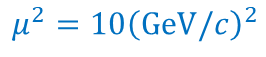 μ² = 10(GeV/c)²